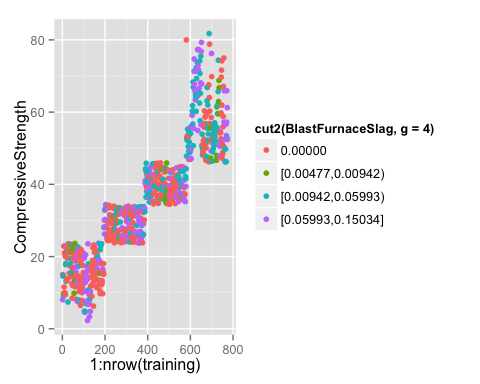 80
60
40
20
0
CompressiveStrength
0 200 400 600 800
1:nrow(training)
cut2(BlastFurnaceSlag, g = 4)
0.00000
[0.00477,0.00942)
[0.00942,0.05993)
[0.05993,0.15034]